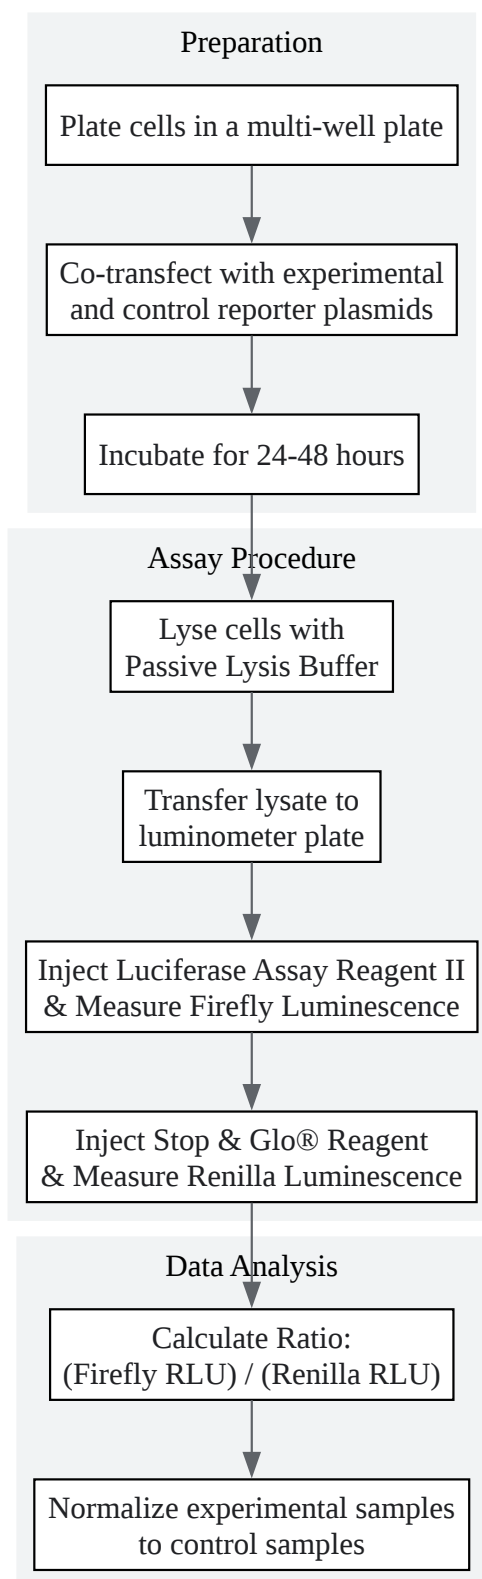 Preparation
Plate cells in a multi-well plate
Co-transfect with experimental
and control reporter plasmids
Incubate for 24-48 hours
Assay Procedure
Lyse cells with
Passive Lysis Buffer
Transfer lysate to
luminometer plate
Inject Luciferase Assay Reagent II
& Measure Firefly Luminescence
Inject Stop & Glo® Reagent
& Measure Renilla Luminescence
Data Analysis
Calculate Ratio:
(Firefly RLU) / (Renilla RLU)
Normalize experimental samples
to control samples